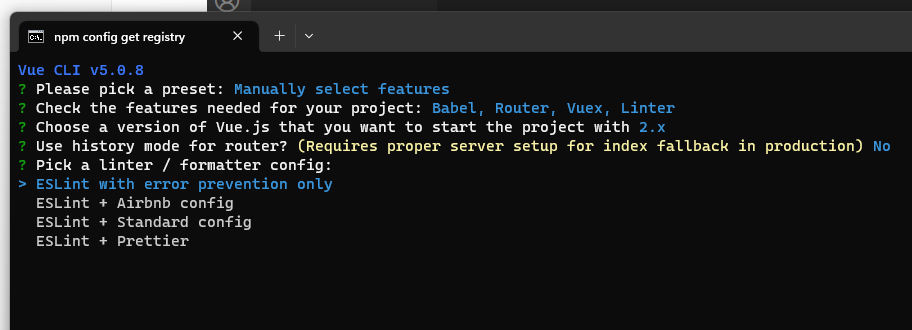 npm config get registry
Vue CLI v5.0.8
? Please pick a preset: Manually select features
? Check the features needed for your project: Babel, Router, Vuex, Linter
? Choose a version of Vue.js that you want to start the project with 2.x
? Use history mode for router? (Requires proper server setup for index fallback in production) No
? Pick a linter / formatter config:
> ESLint with error prevention only
ESLint + Airbnb config
ESLint + Standard config
ESLint + Prettier